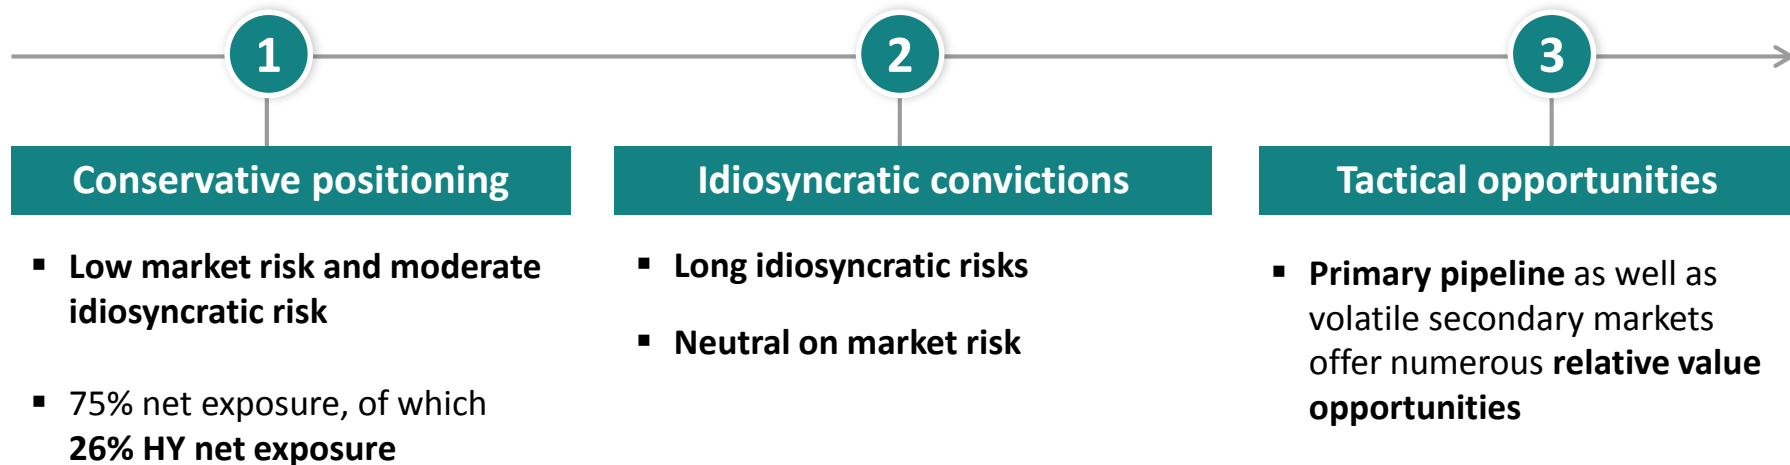 1
2
3
Conservative positioning
▪ Low market risk and moderate
idiosyncratic risk
▪ 75% net exposure, of which
26% HY net exposure
Idiosyncratic convictions
▪ Long idiosyncratic risks
▪ Neutral on market risk
Tactical opportunities
▪ Primary pipeline as well as
volatile secondary markets
offer numerous relative value
opportunities